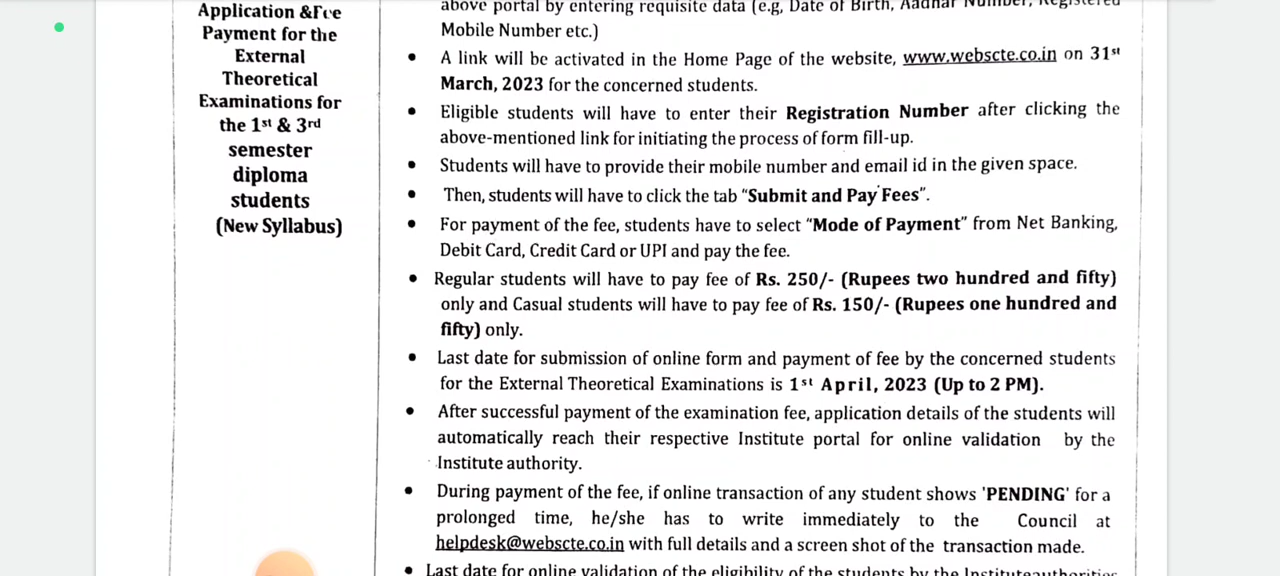 Application &Fee
Payment for the
External
Theoretical
Examinations for
the 1st & 3rd
semester
diploma
students
(New Syllabus)
above portal by entering requisite data (e.g, Date of Birth, Aadhar Number, Registered
Mobile Number etc.)
• A link will be activated in the Home Page of the website, www.webscte.co.in on 31st
March, 2023 for the concerned students.
• Eligible students will have to enter their Registration Number after clicking the
above-mentioned link for initiating the process of form fill-up.
• Students will have to provide their mobile number and email id in the given space.
• Then, students will have to click the tab "Submit and Pay Fees".
• For payment of the fee, students have to select "Mode of Payment" from Net Banking,
Debit Card, Credit Card or UPI and pay the fee.
• Regular students will have to pay fee of Rs. 250/- (Rupees two hundred and fifty)
only and Casual students will have to pay fee of Rs. 150/- (Rupees one hundred and
fifty) only.
• Last date for submission of online form and payment of fee by the concerned students
for the External Theoretical Examinations is 1st April, 2023 (Up to 2 PM).
• After successful payment of the examination fee, application details of the students will
automatically reach their respective Institute portal for online validation by the
Institute authority.
• During payment of the fee, if online transaction of any student shows 'PENDING' for a
prolonged time, he/she has to write immediately to the Council at
helpdesk@webscte.co.in with full details and a screen shot of the transaction made.
• Last date for online validation of the eligibility of the students by the Instituteauthorities